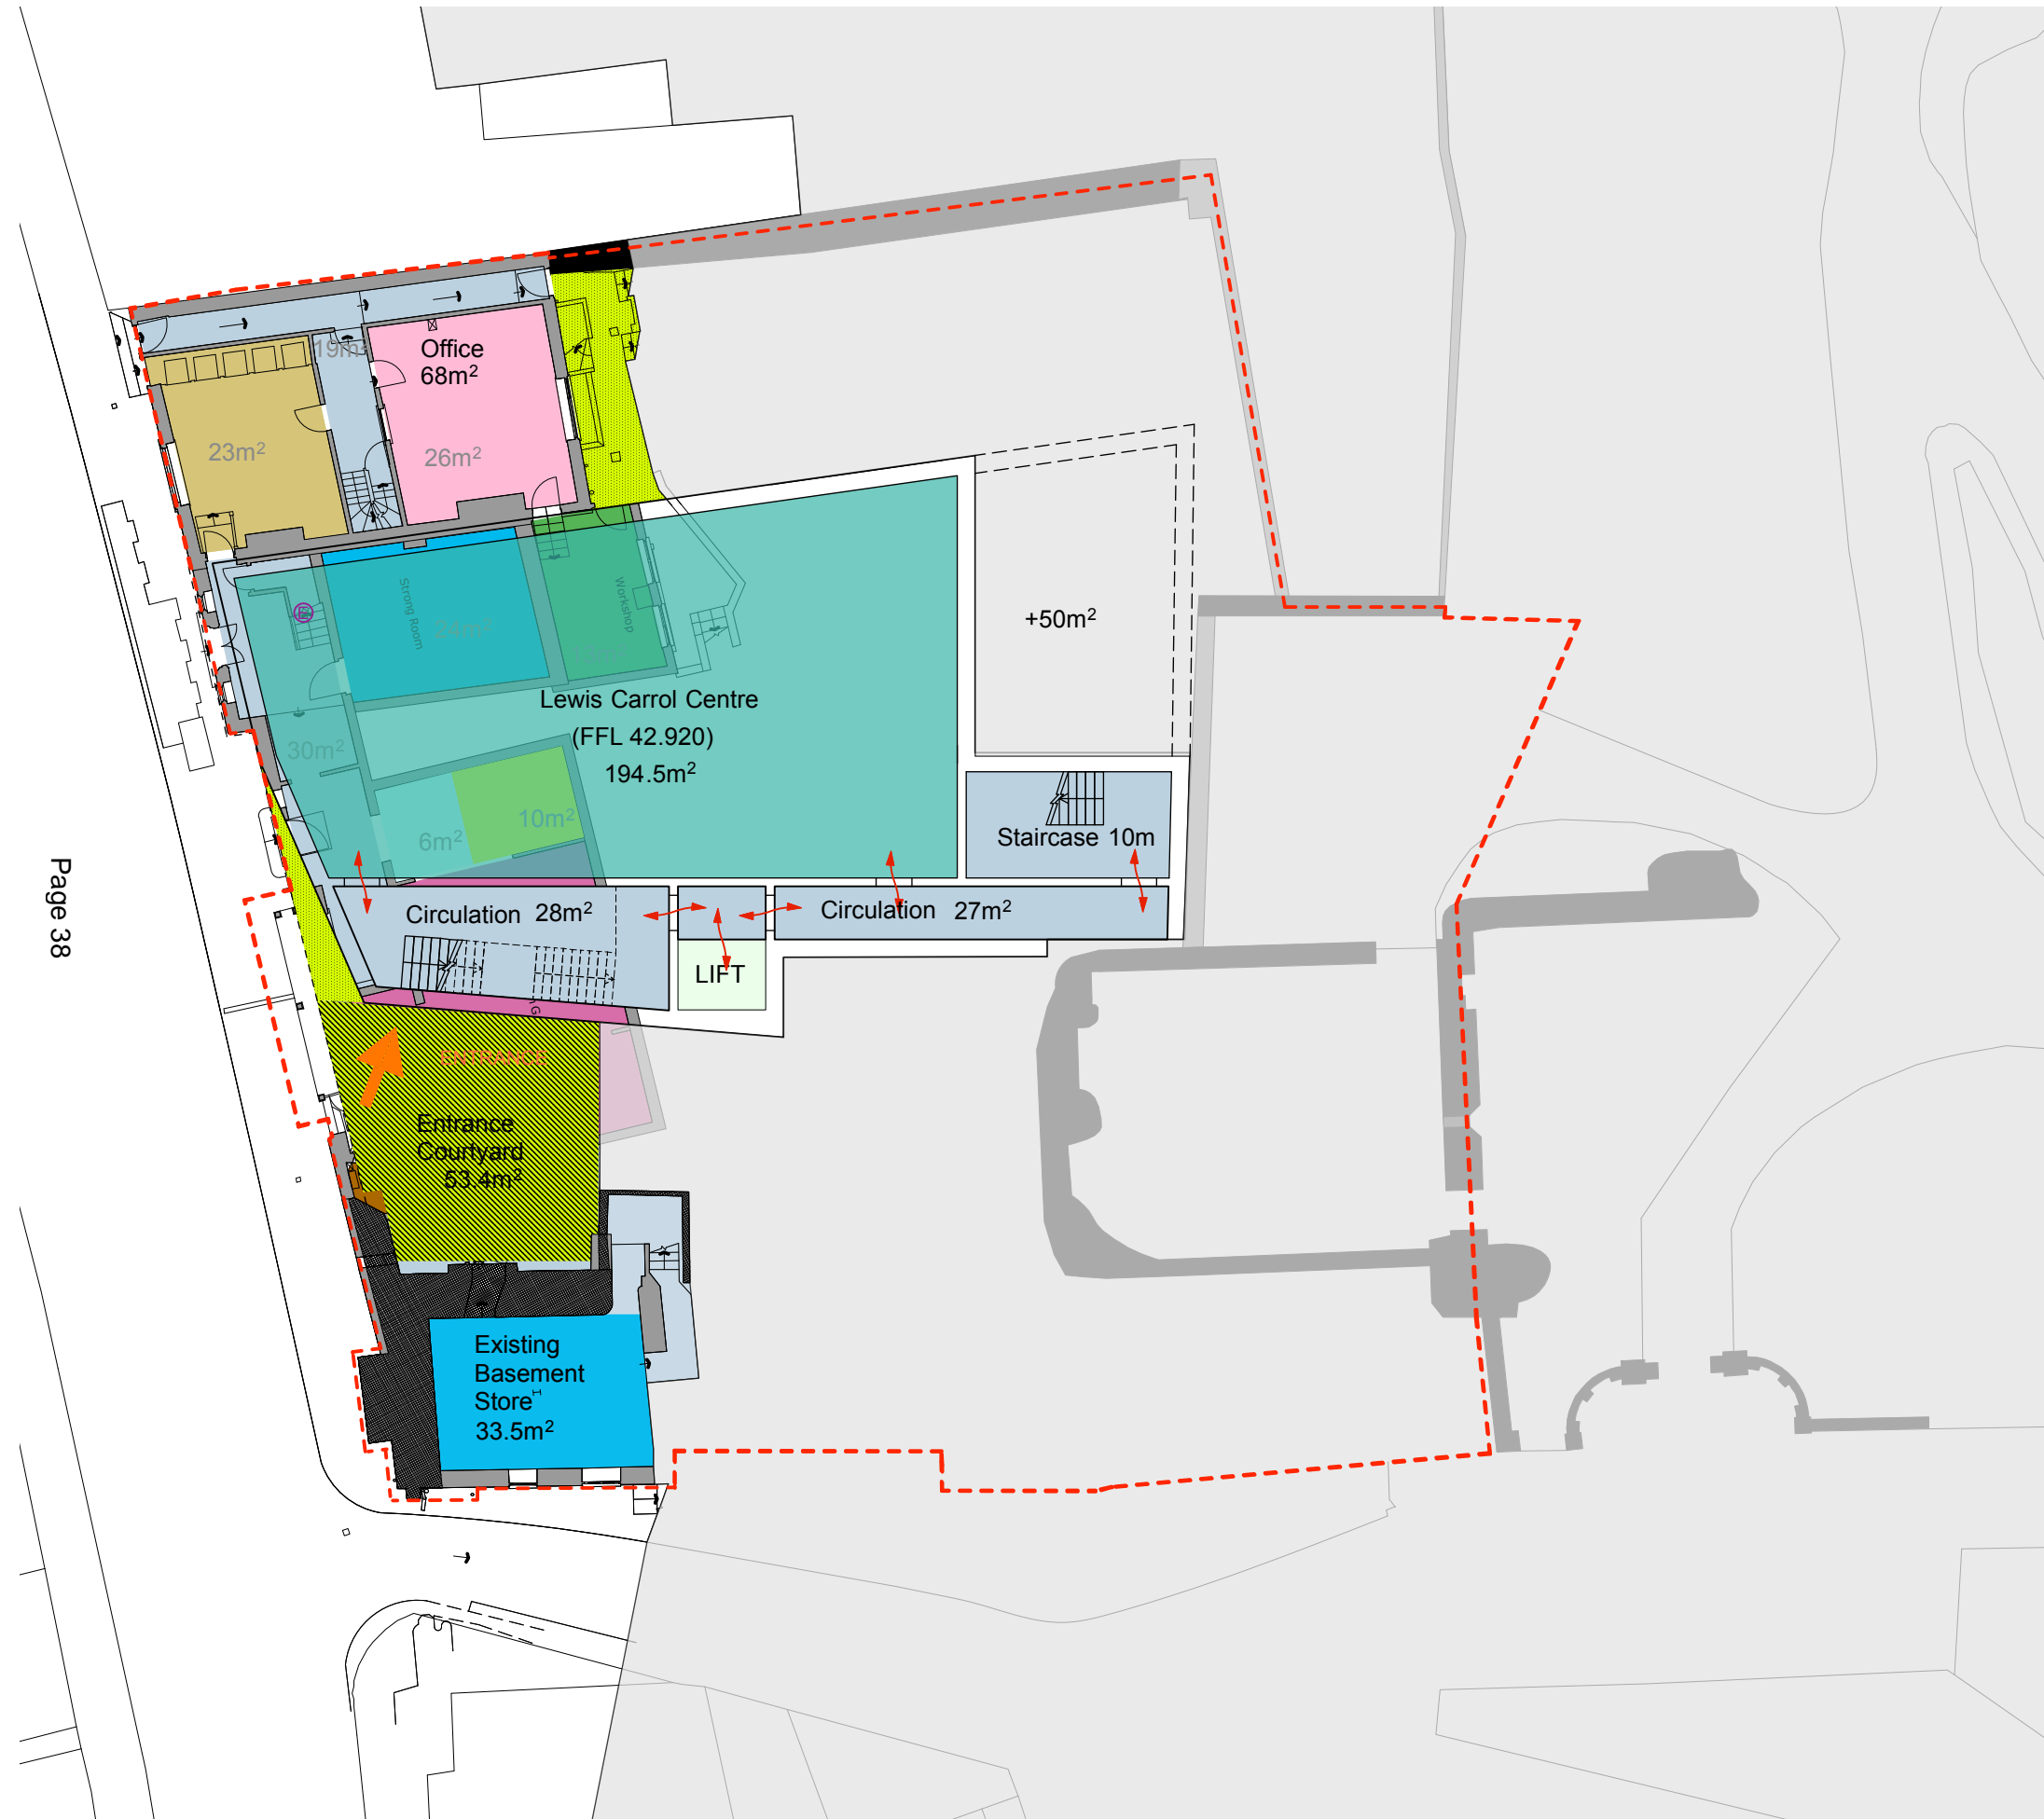 19m²
Office
68m²
23m²
26m²
Strong Room
24m²
Workshop
+50m²
Lewis Carrol Centre
(FFL 42.920)
194.5m²
30m²
10m²
6m²
Staircase 10m
Circulation 28m²
Circulation 27m²
LIFT
Page 38
ENTRANCE
Entrance
Courtyard
53.4m²
Existing
Basement
Store
33.5m²